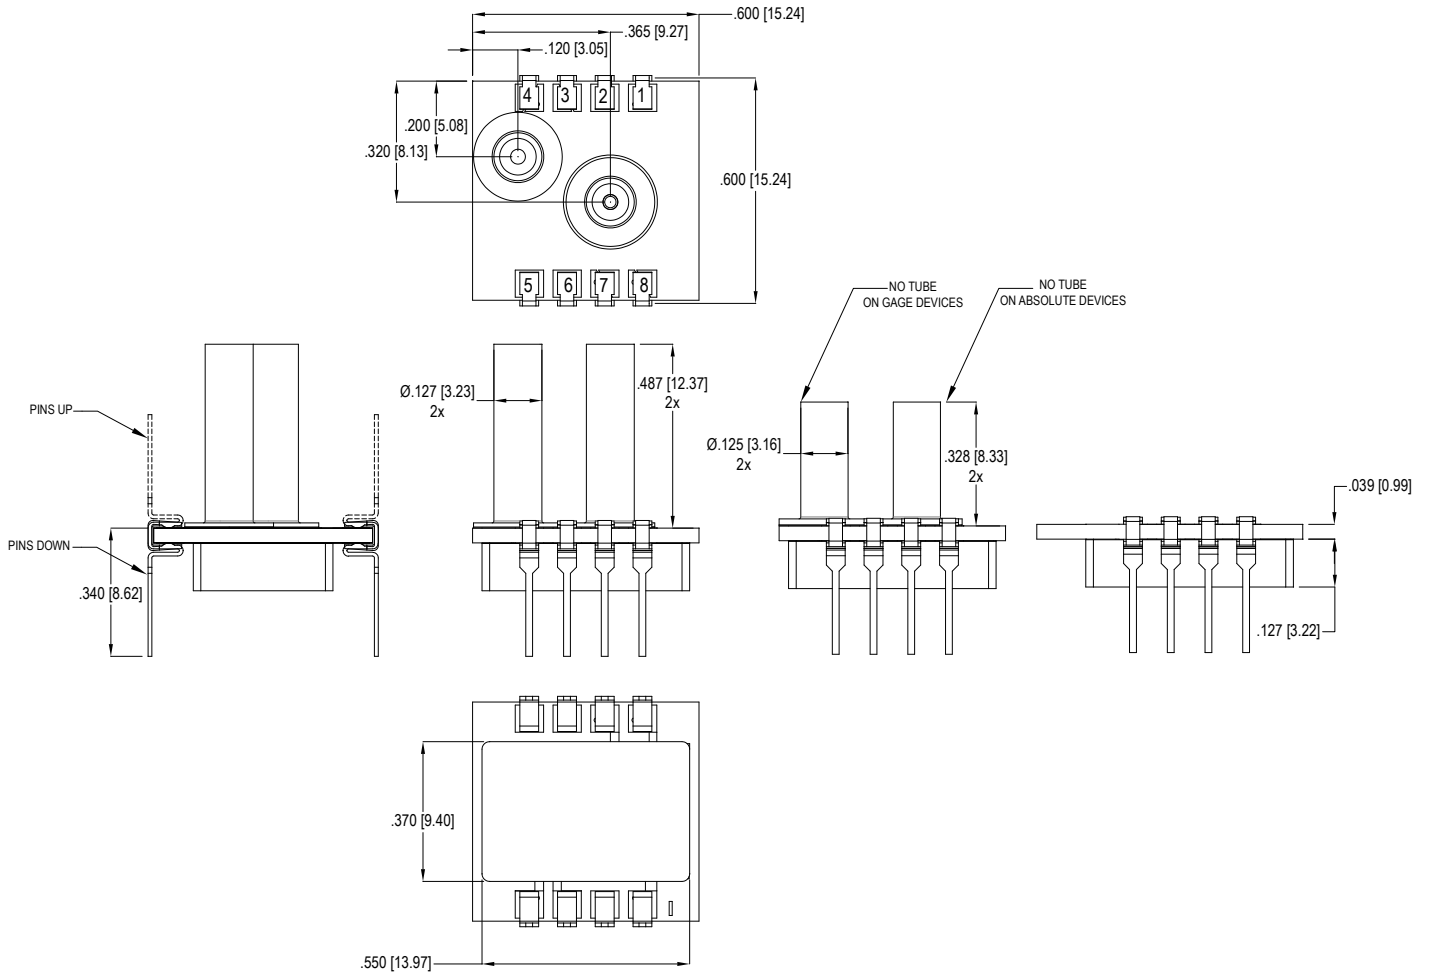 .600 [15.24]
.365 [9.27]
.120 [3.05]
4 3 2 1
.200 [5.08]
.320 [8.13]
.600 [15.24]
5 6 7 8
NO TUBE
ON GAGE DEVICES
NO TUBE
ON ABSOLUTE DEVICES
PINS UP
Ø.127 [3.23]
2x
.487 [12.37]
2x
Ø.125 [3.16]
2x
.328 [8.33]
2x
.039 [0.99]
PINS DOWN
.340 [8.62]
.127 [3.22]
.370 [9.40]
.550 [13.97]